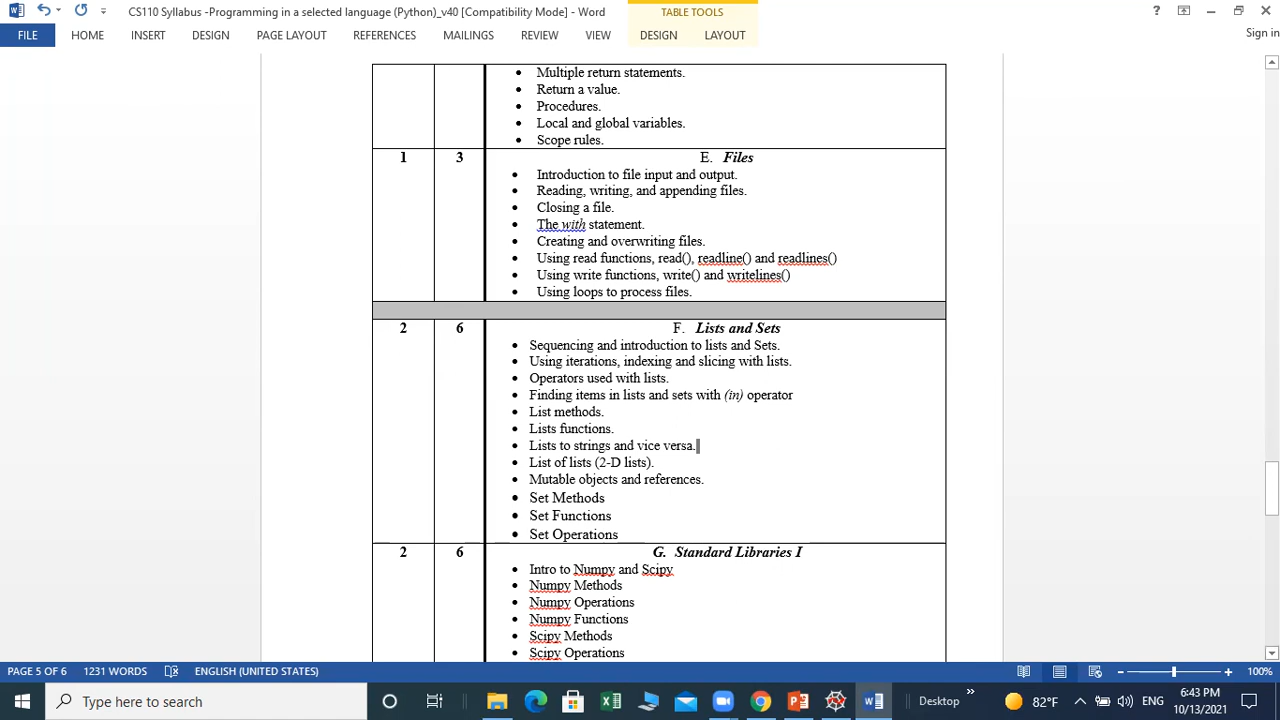 CS110 Syllabus -Programming in a selected language (Python)_v40 [Compatibility Mode] - Word
TABLE TOOLS
?
FILE HOME INSERT DESIGN PAGE LAYOUT REFERENCES MAILINGS REVIEW VIEW DESIGN LAYOUT
Sign in
• Multiple return statements.
• Return a value.
• Procedures.
• Local and global variables.
• Scope rules.
1 3 E. Files
• Introduction to file input and output.
• Reading, writing, and appending files.
• Closing a file.
• The with statement.
• Creating and overwriting files.
• Using read functions, read(), readline() and readlines()
• Using write functions, write() and writelines()
• Using loops to process files.
2 6 F. Lists and Sets
• Sequencing and introduction to lists and Sets.
• Using iterations, indexing and slicing with lists.
• Operators used with lists.
• Finding items in lists and sets with (in) operator
• List methods.
• Lists functions.
• Lists to strings and vice versa.
• List of lists (2-D lists).
• Mutable objects and references.
• Set Methods
• Set Functions
• Set Operations
2 6 G. Standard Libraries I
• Intro to Numpy and Scipy
• Numpy Methods
• Numpy Operations
• Numpy Functions
• Scipy Methods
• Scipy Operations
PAGE 5 OF 6 1231 WORDS ENGLISH (UNITED STATES) 100%
Type here to search
Desktop
82°F
ENG
6:43 PM
10/13/2021